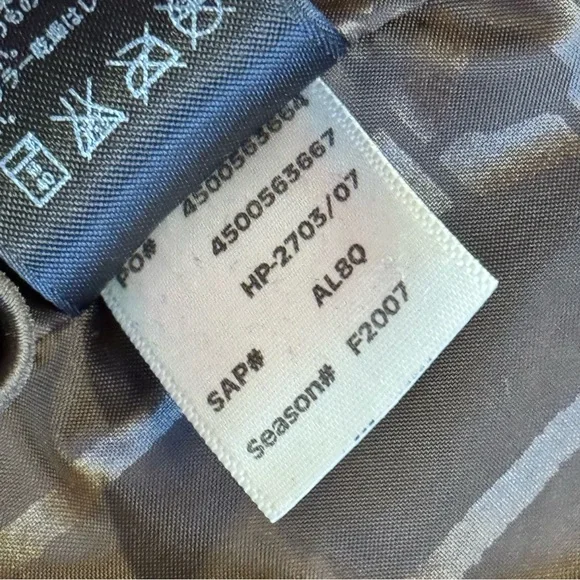 PO# 4500563664
4500563667
HP-2703/07
SAP# AL8Q
Season# F2007